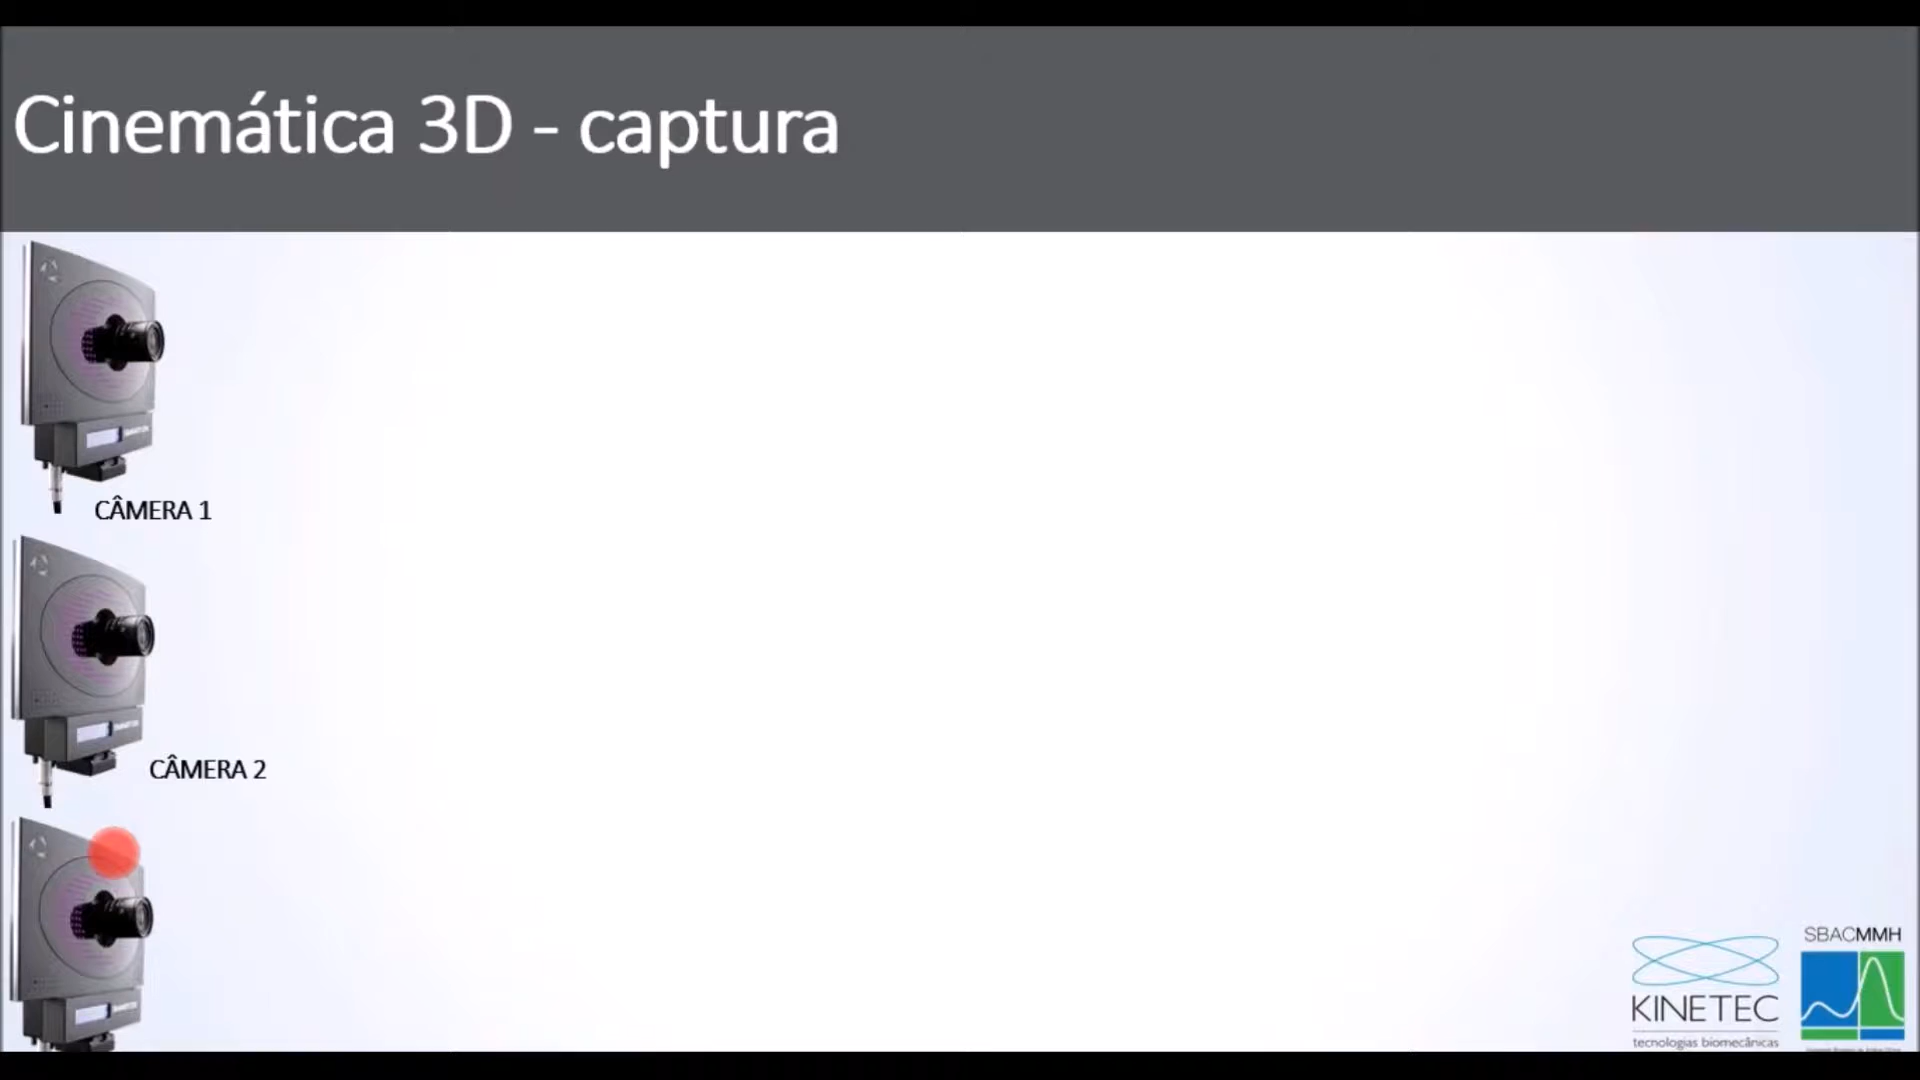 Cinemática 3D - captura
CÂMERA 1
CÂMERA 2
SBACMMH
KINETEC
tecnologias biomecânicas